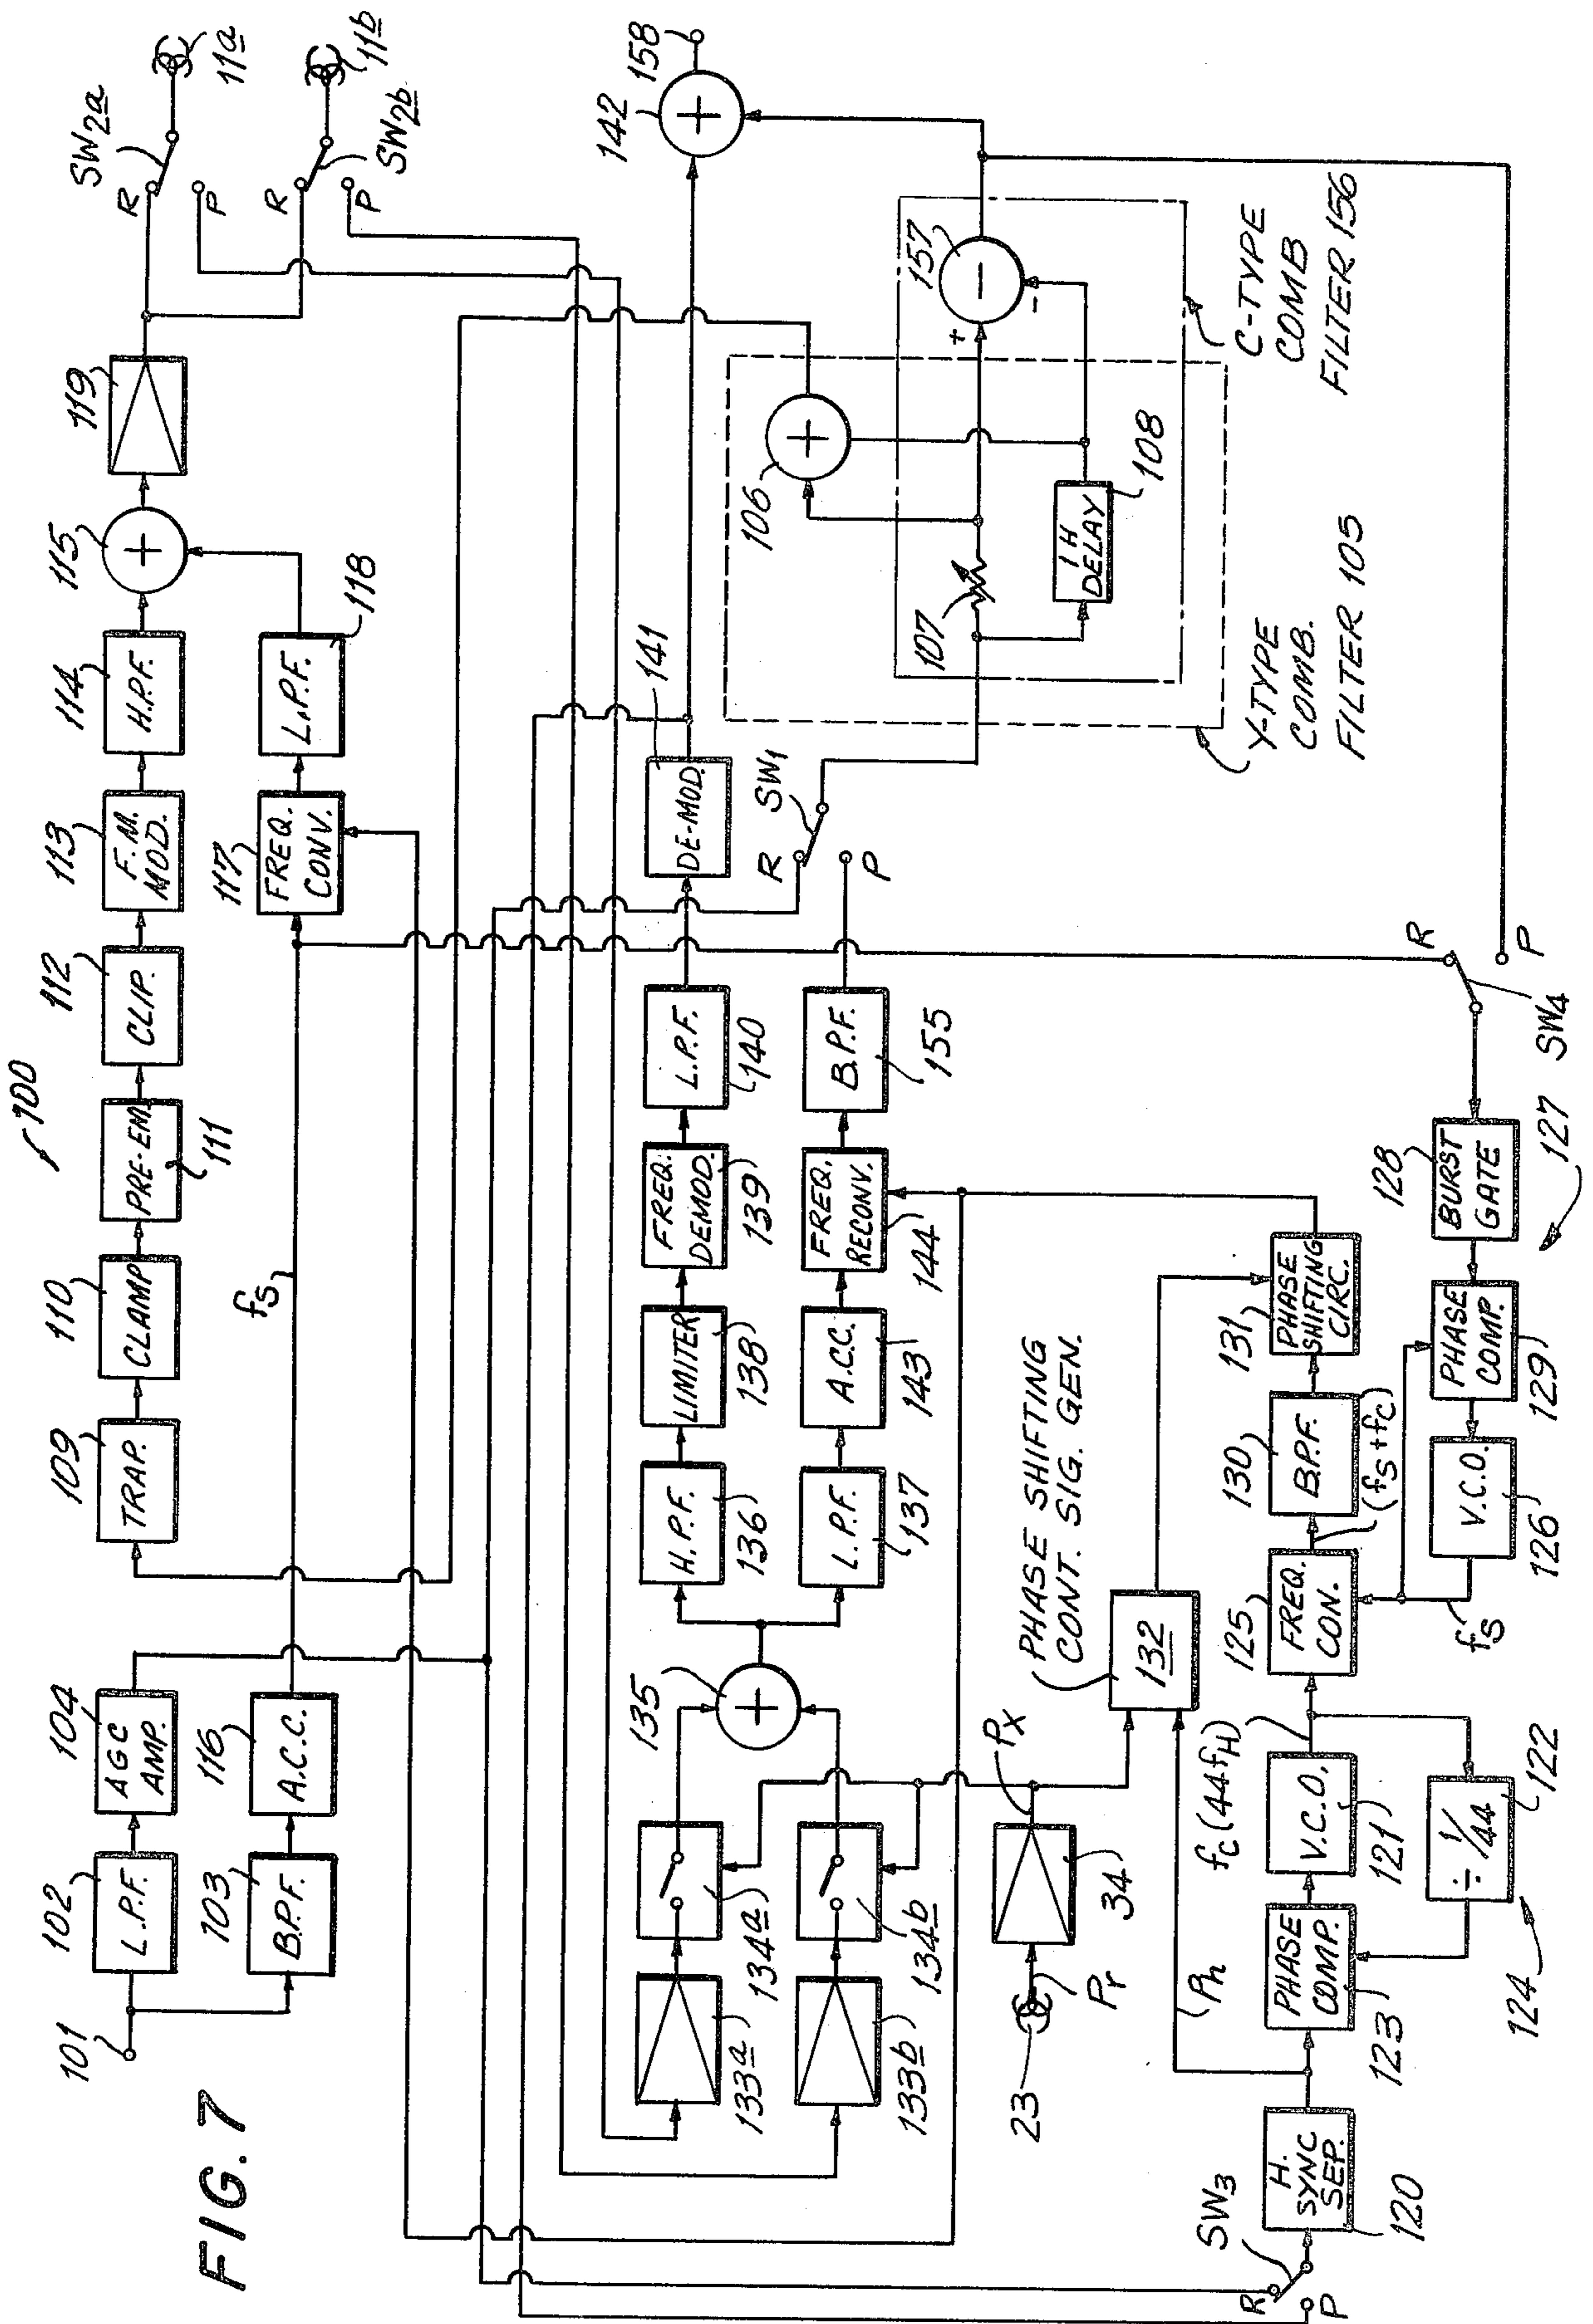 FIG. 7
100
101
102
L.P.F.
104
AGC
AMP.
103
B.P.F.
116
A.C.C.
109
TRAP.
110
CLAMP
PRE-EM
111
112
CLIP.
113
F.M.
MOD.
114
H.P.F.
115
+
119
fS
117
FREQ.
CONV.
L.P.F.
118
SW2a
R
P
11a
R
P
SW2b
11b
133a
134a
133b
134b
135
+
H.P.F.
136
LIMITER
138
FREQ.
DEMOD.
139
L.P.F.
140
141
DE-MOD.
142
+
158
L.P.F.
137
A.C.C.
143
FREQ.
RECONV.
144
B.P.F.
155
R
P
SW1
106
+
107
1H
DELAY
108
157
+
-
-
Y-TYPE
COMB.
FILTER 105
C-TYPE
COMB
FILTER 156
23
Pr
34
PX
PHASE SHIFTING
CONT. SIG. GEN.
132
Ph
SW3
R
P
H.
SYNC
SEP.
120
PHASE
COMP.
123
fC (44fH)
V.C.O.
121
÷ 1/44
122
124
125
FREQ.
CON.
130
B.P.F.
(fS+fC)
131
PHASE
SHIFTING
CIRC.
fS
V.C.O.
126
PHASE
COMP.
129
128
BURST
GATE
127
R
P
SW4